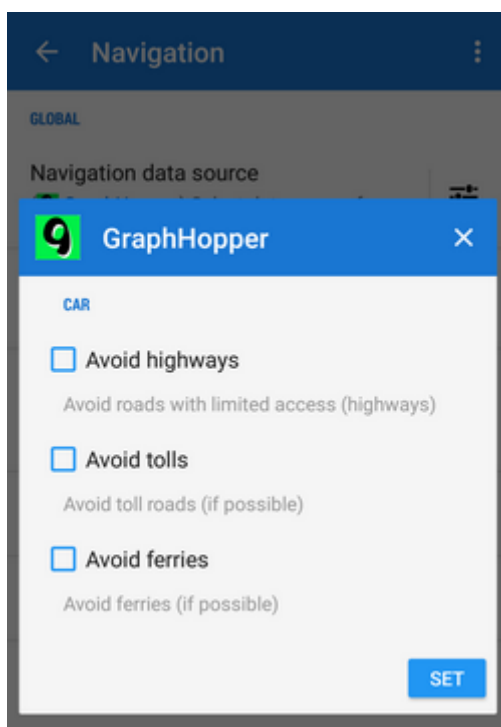 Navigation
GLOBAL
Navigation data source
GraphHopper
CAR
Avoid highways
Avoid roads with limited access (highways)
Avoid tolls
Avoid toll roads (if possible)
Avoid ferries
Avoid ferries (if possible)
SET